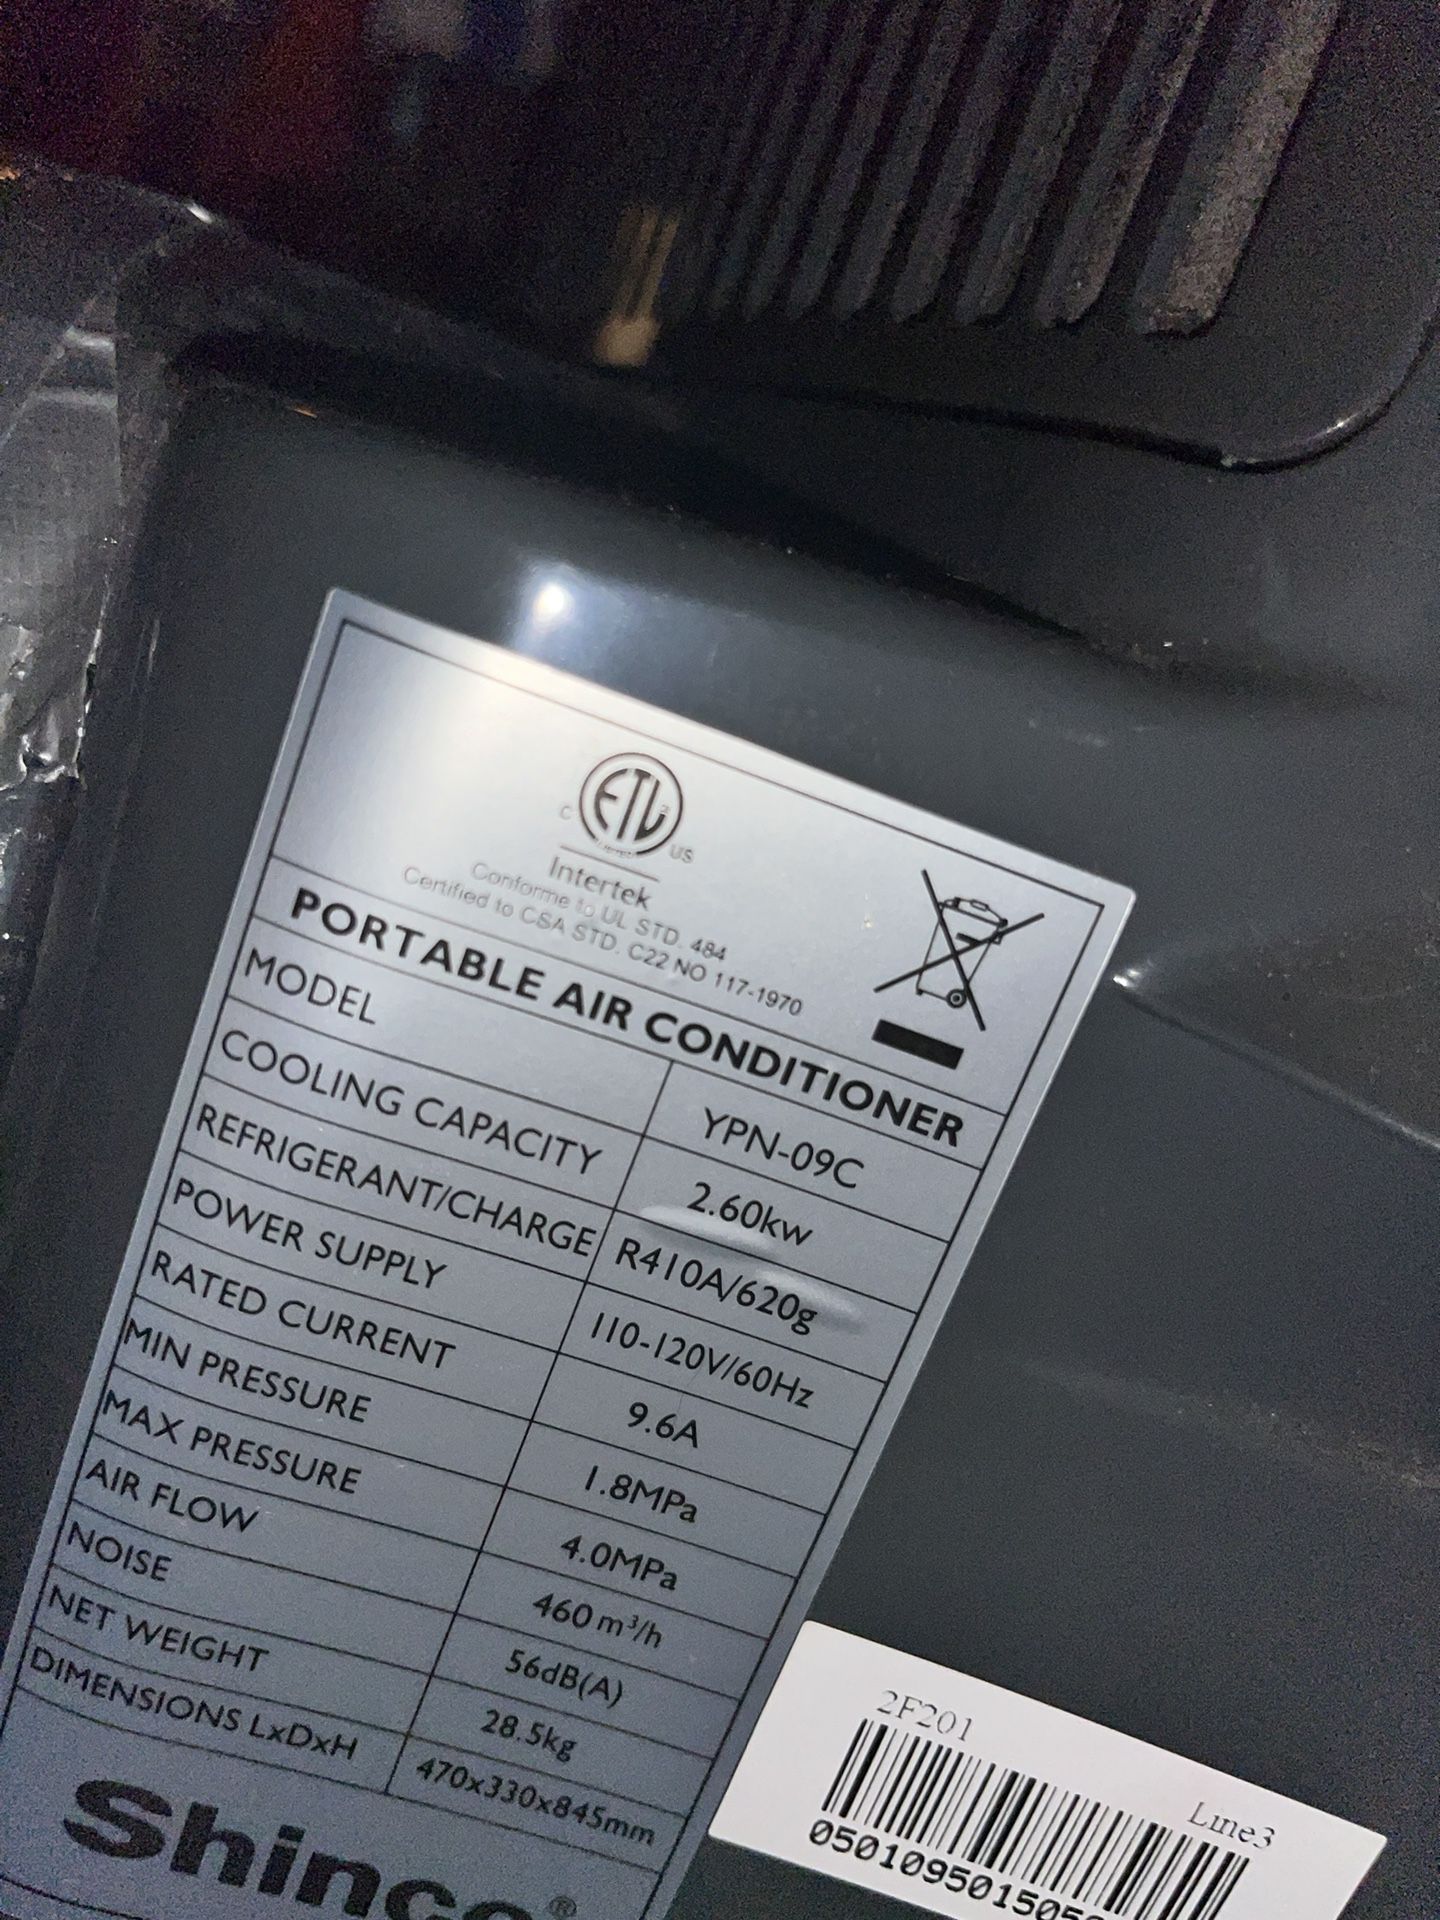 C ETL US
Intertek
Conforme to UL STD. 484
Certified to CSA STD. C22 NO 117-1970
PORTABLE AIR CONDITIONER
MODEL YPN-09C
COOLING CAPACITY 2.60kw
REFRIGERANT/CHARGE R410A/620g
POWER SUPPLY 110-120V/60Hz
RATED CURRENT 9.6A
MIN PRESSURE 1.8MPa
MAX PRESSURE 4.0MPa
AIR FLOW 460 m³/h
NOISE 56dB(A)
NET WEIGHT 28.5kg
DIMENSIONS LxDxH 470x330x845mm
Shinco®
2F201
Line3